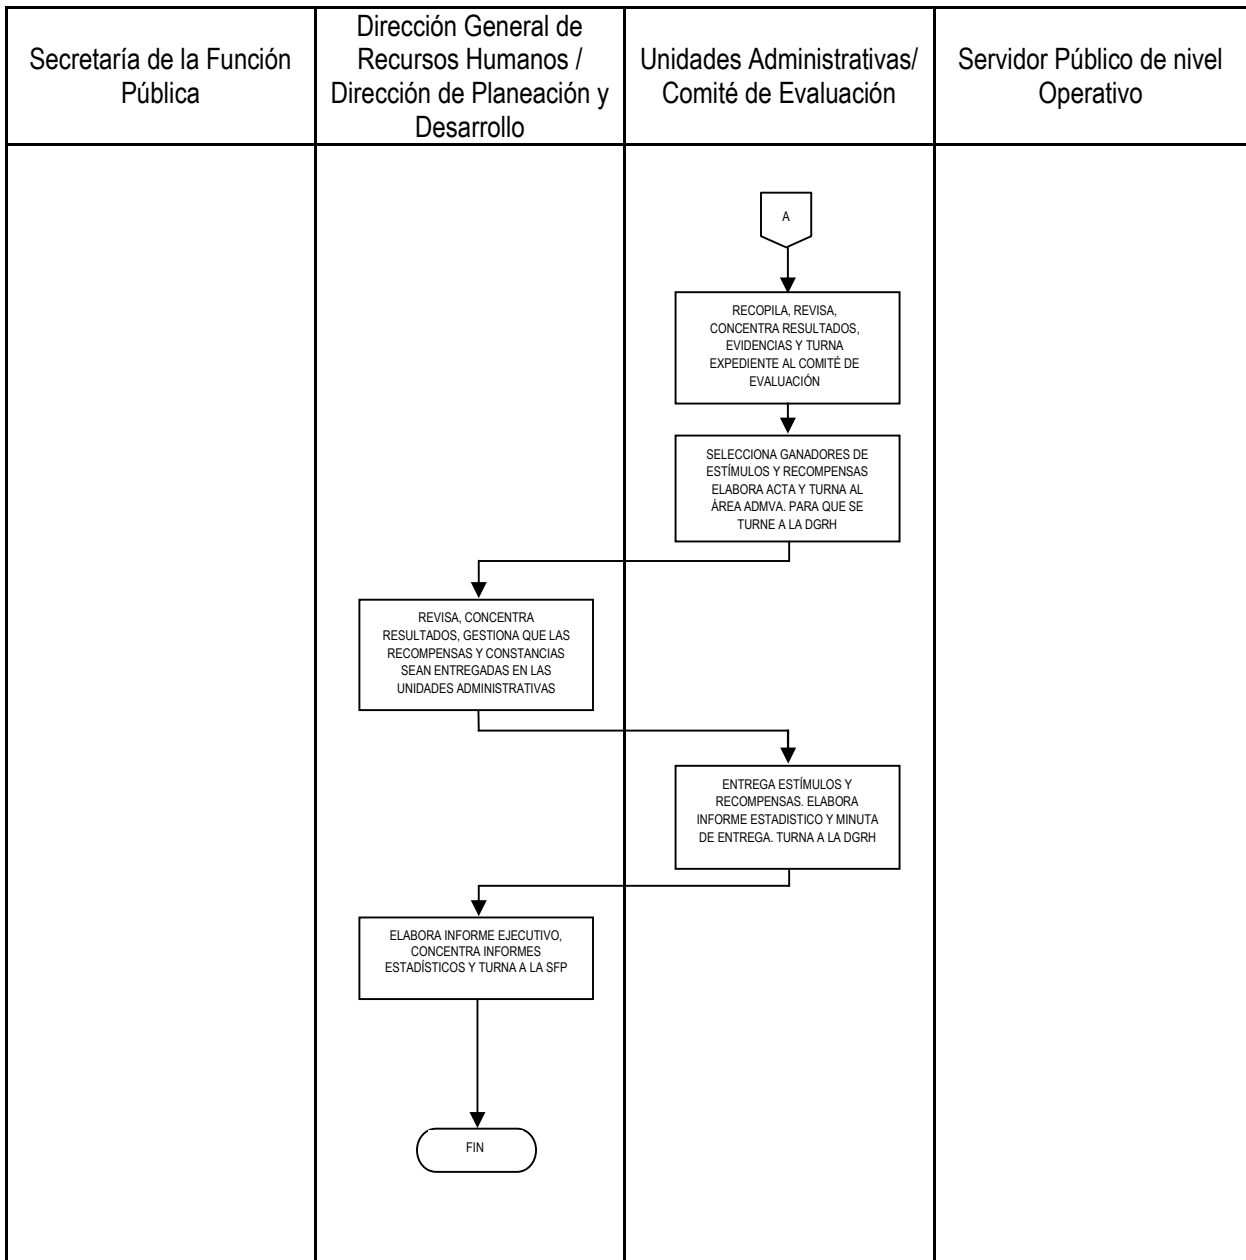 Secretaría de la Función
Pública
Dirección General de
Recursos Humanos /
Dirección de Planeación y
Desarrollo
Unidades Administrativas/
Comité de Evaluación
Servidor Público de nivel
Operativo
A
RECOPILA, REVISA,
CONCENTRA RESULTADOS,
EVIDENCIAS Y TURNA
EXPEDIENTE AL COMITÉ DE
EVALUACIÓN
SELECCIONA GANADORES DE
ESTÍMULOS Y RECOMPENSAS
ELABORA ACTA Y TURNA AL
ÁREA ADMVA. PARA QUE SE
TURNE A LA DGRH
REVISA, CONCENTRA
RESULTADOS, GESTIONA QUE LAS
RECOMPENSAS Y CONSTANCIAS
SEAN ENTREGADAS EN LAS
UNIDADES ADMINISTRATIVAS
ENTREGA ESTÍMULOS Y
RECOMPENSAS. ELABORA
INFORME ESTADISTICO Y MINUTA
DE ENTREGA. TURNA A LA DGRH
ELABORA INFORME EJECUTIVO,
CONCENTRA INFORMES
ESTADÍSTICOS Y TURNA A LA SFP
FIN